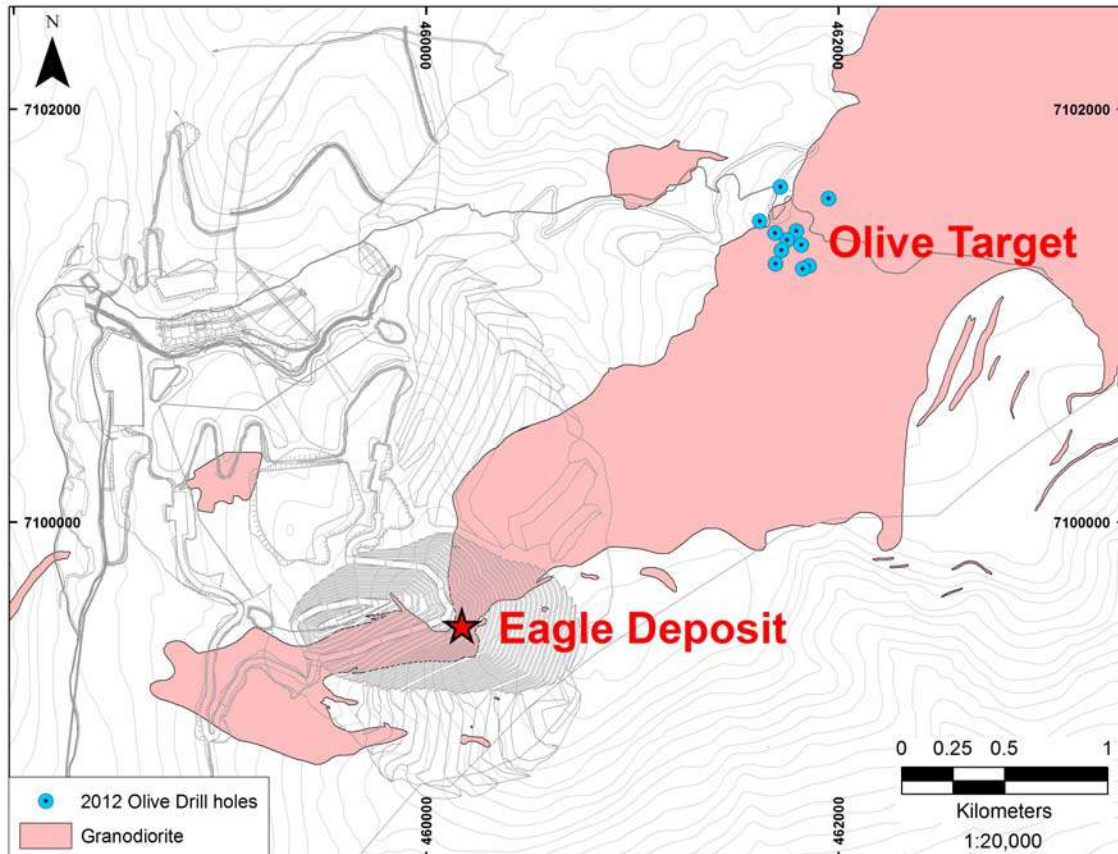 N
460000
462000
7102000
7102000
Olive Target
7100000
7100000
Eagle Deposit
0 0.25 0.5 1
Kilometers
1:20,000
2012 Olive Drill holes
Granodiorite
460000
462000